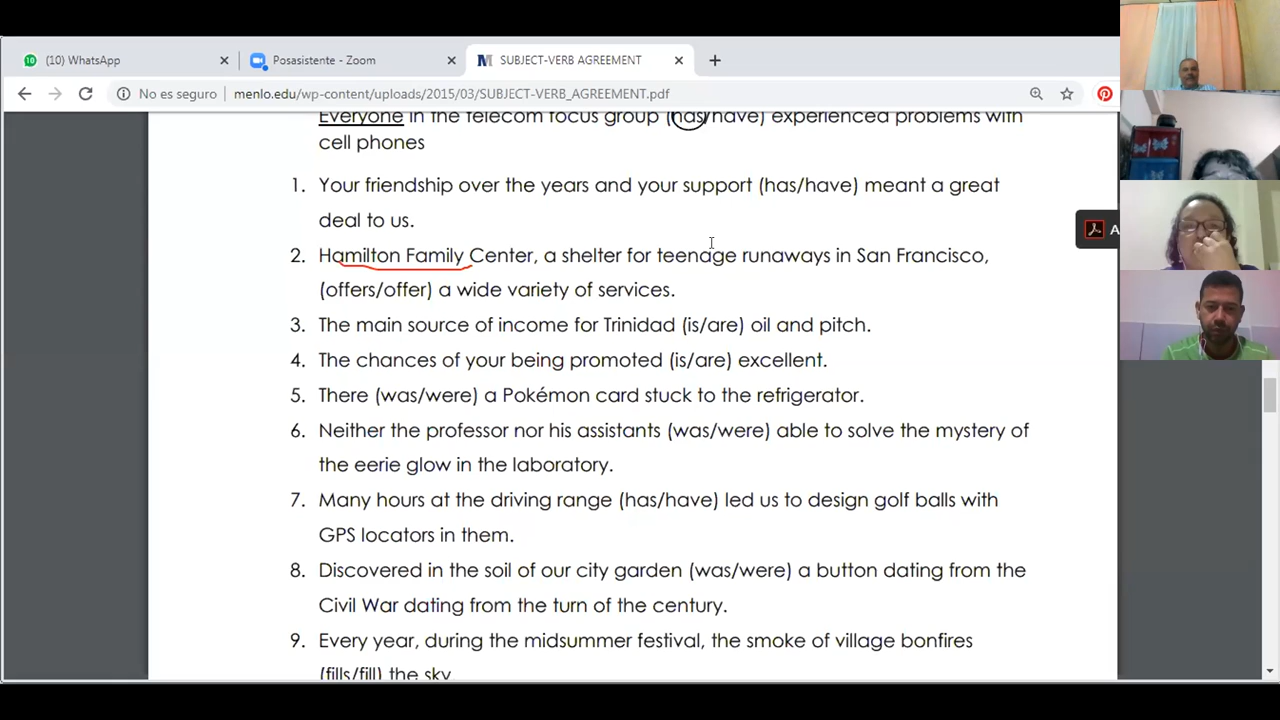 (10) WhatsApp
Posasistente - Zoom
SUBJECT-VERB AGREEMENT
No es seguro
menlo.edu/wp-content/uploads/2015/03/SUBJECT-VERB_AGREEMENT.pdf
Everyone in the telecom focus group (has/have) experienced problems with
cell phones
1. Your friendship over the years and your support (has/have) meant a great
deal to us.
2. Hamilton Family Center, a shelter for teenage runaways in San Francisco,
(offers/offer) a wide variety of services.
3. The main source of income for Trinidad (is/are) oil and pitch.
4. The chances of your being promoted (is/are) excellent.
5. There (was/were) a Pokémon card stuck to the refrigerator.
6. Neither the professor nor his assistants (was/were) able to solve the mystery of
the eerie glow in the laboratory.
7. Many hours at the driving range (has/have) led us to design golf balls with
GPS locators in them.
8. Discovered in the soil of our city garden (was/were) a button dating from the
Civil War dating from the turn of the century.
9. Every year, during the midsummer festival, the smoke of village bonfires
(fills/fill) the sky